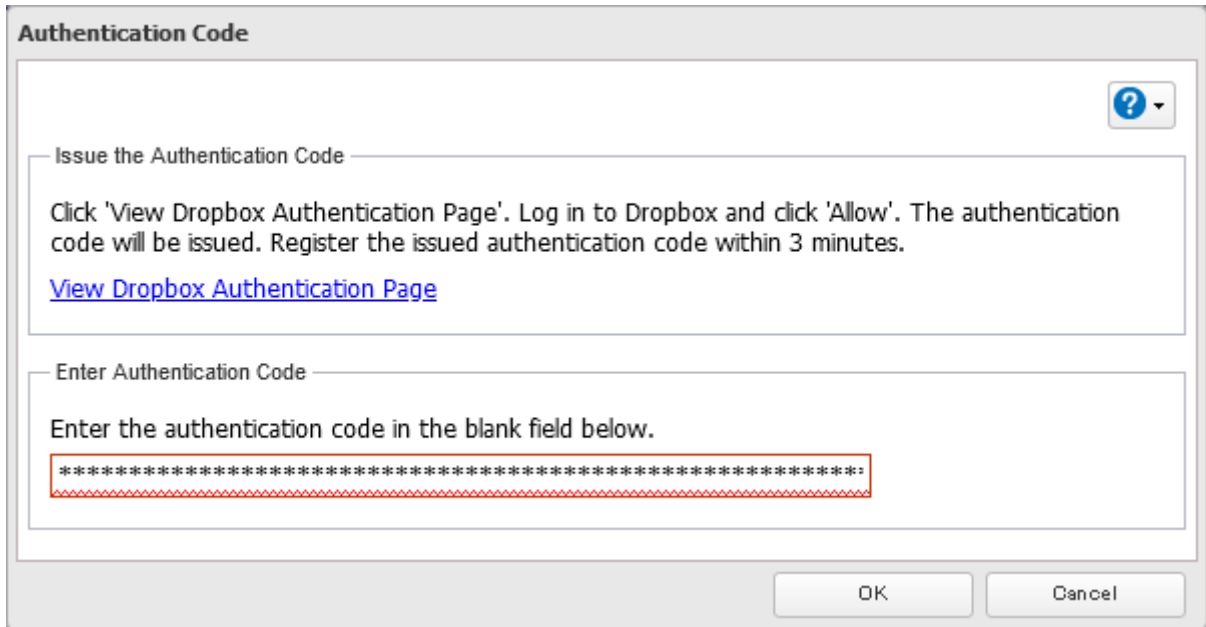 Authentication Code
?
Issue the Authentication Code
Click 'View Dropbox Authentication Page'. Log in to Dropbox and click 'Allow'. The authentication
code will be issued. Register the issued authentication code within 3 minutes.
View Dropbox Authentication Page
Enter Authentication Code
Enter the authentication code in the blank field below.
**********************************************************
OK
Cancel